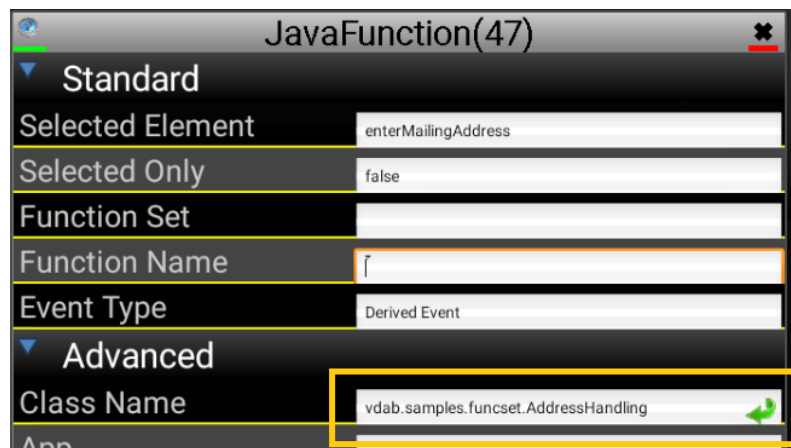 JavaFunction(47)
Standard
Selected Element enterMailingAddress
Selected Only false
Function Set
Function Name
Event Type Derived Event
Advanced
Class Name vdab.samples.funcset.AddressHandling
App